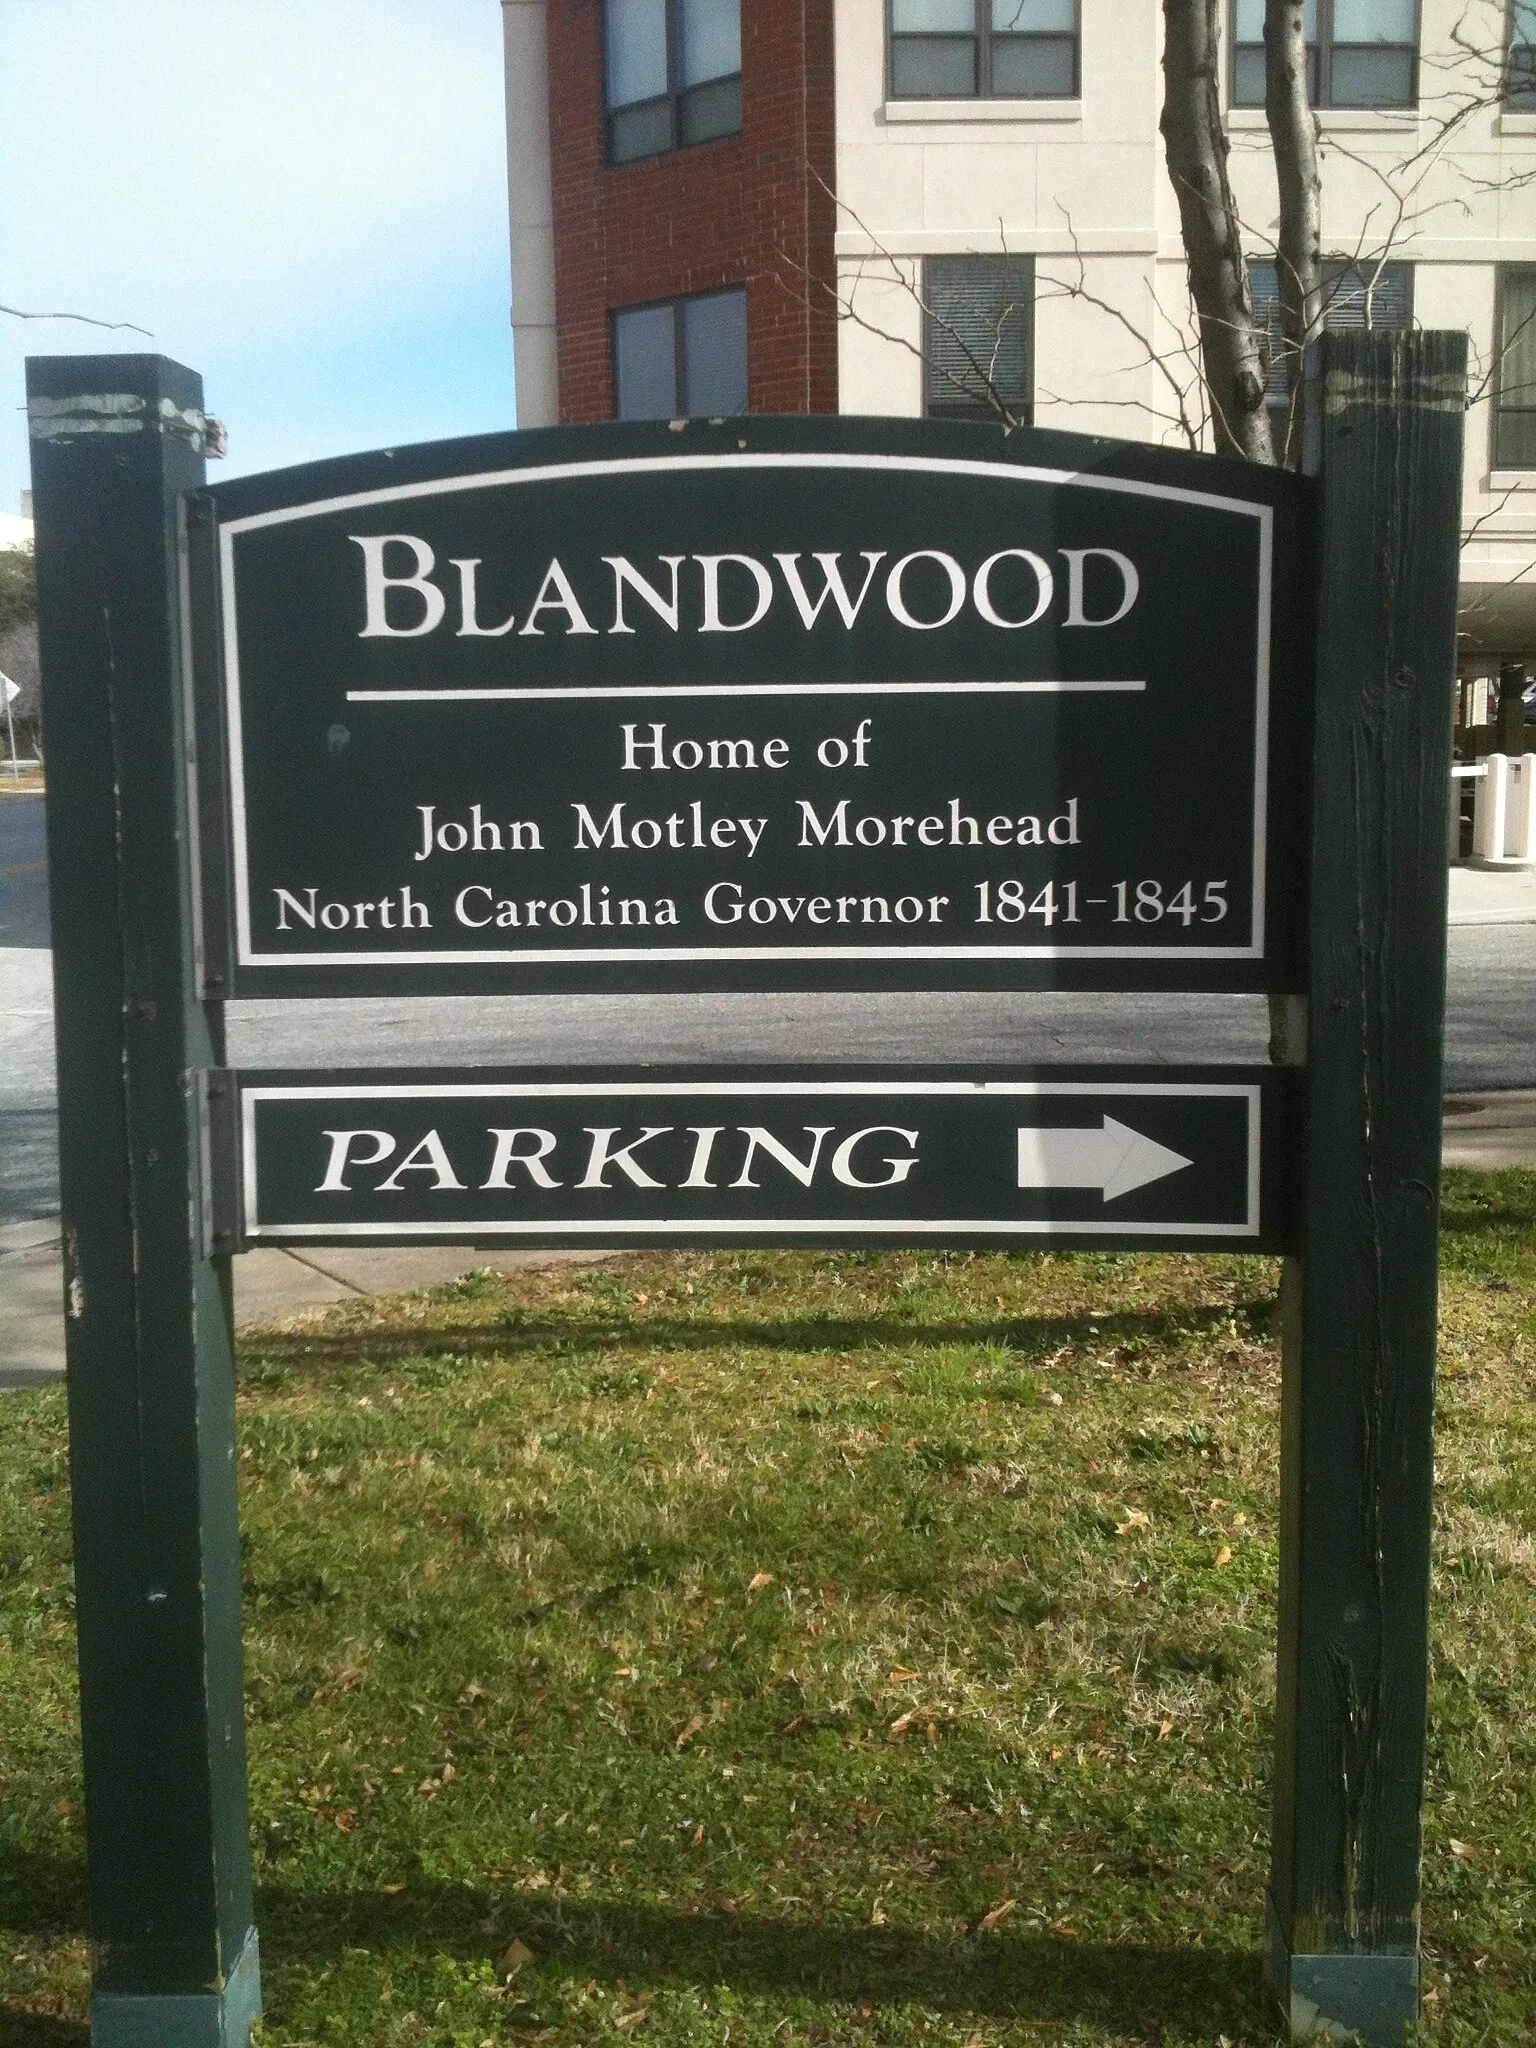 BLANDWOOD
Home of
John Motley Morehead
North Carolina Governor 1841-1845
PARKING